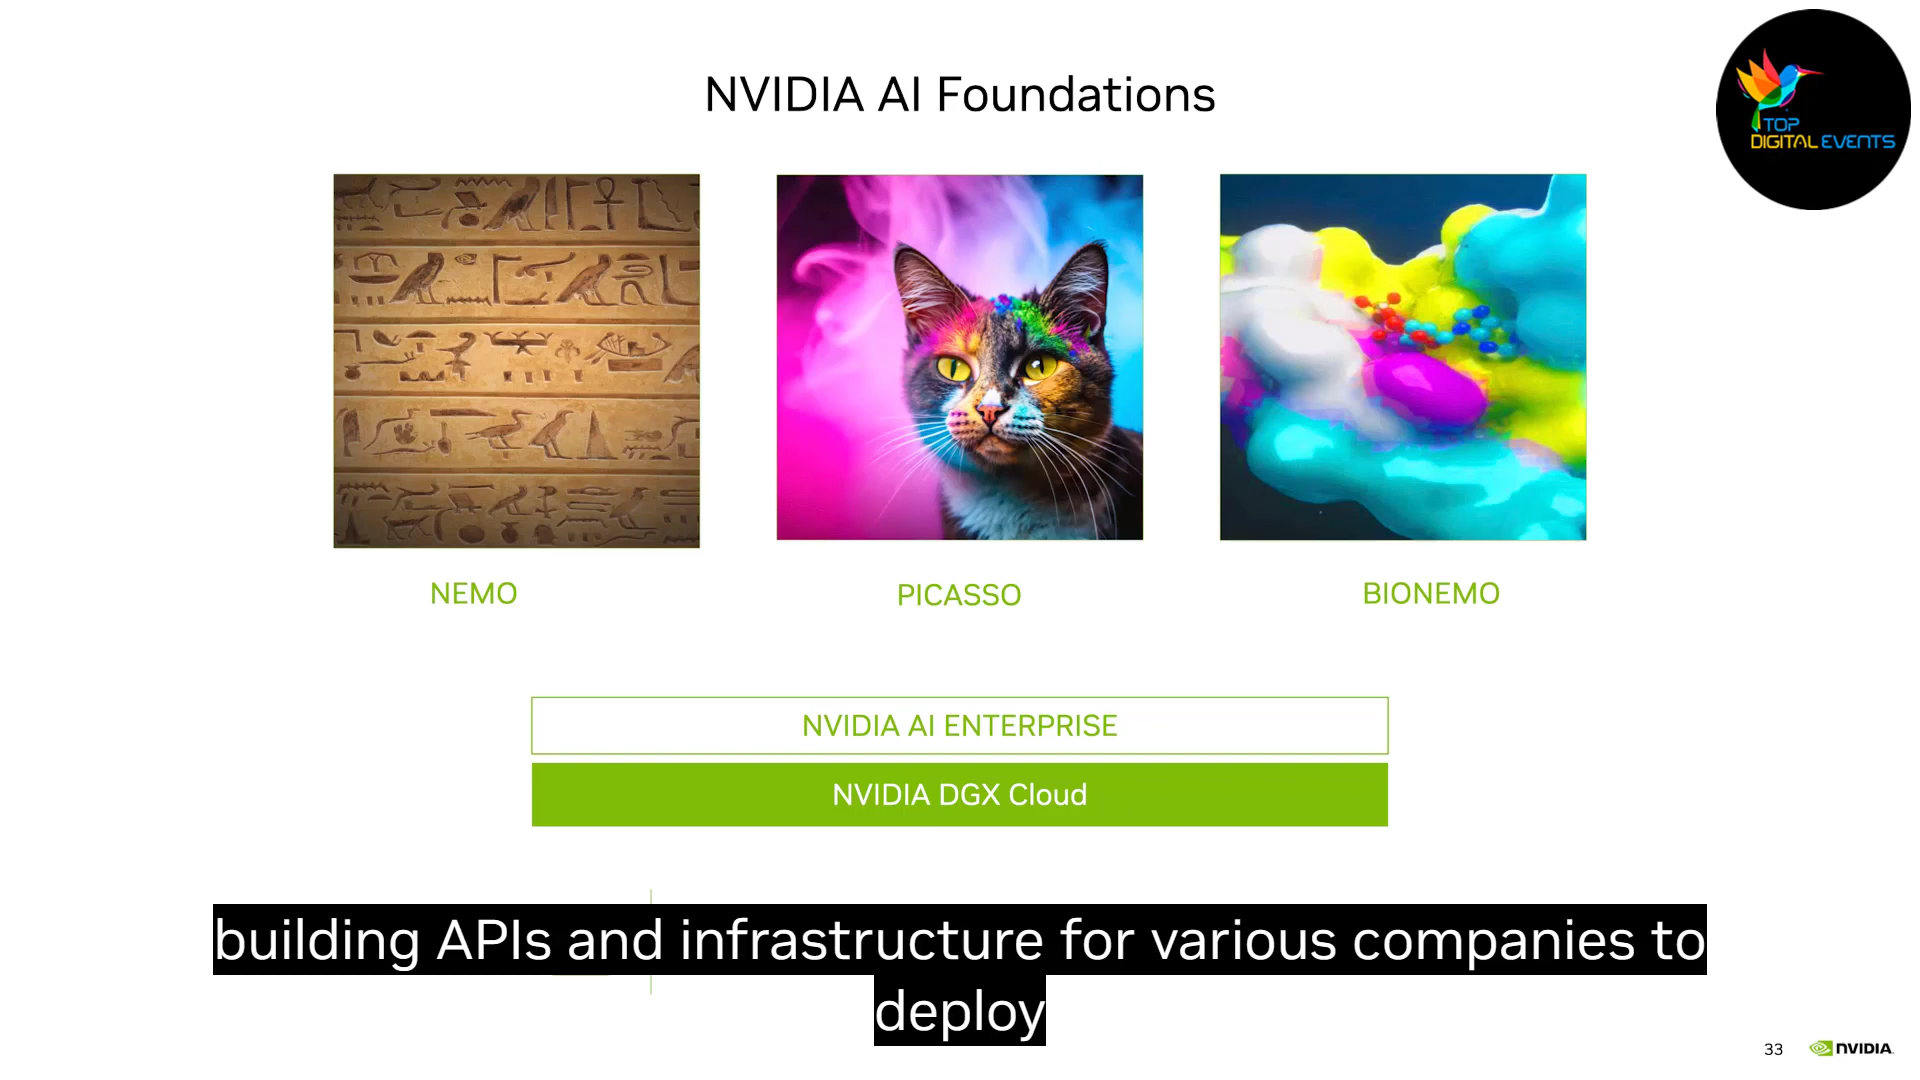 NVIDIA AI Foundations
TOP
DIGITAL EVENTS
NEMO
PICASSO
BIONEMO
NVIDIA AI ENTERPRISE
NVIDIA DGX Cloud
building APIs and infrastructure for various companies to
deploy
33
NVIDIA